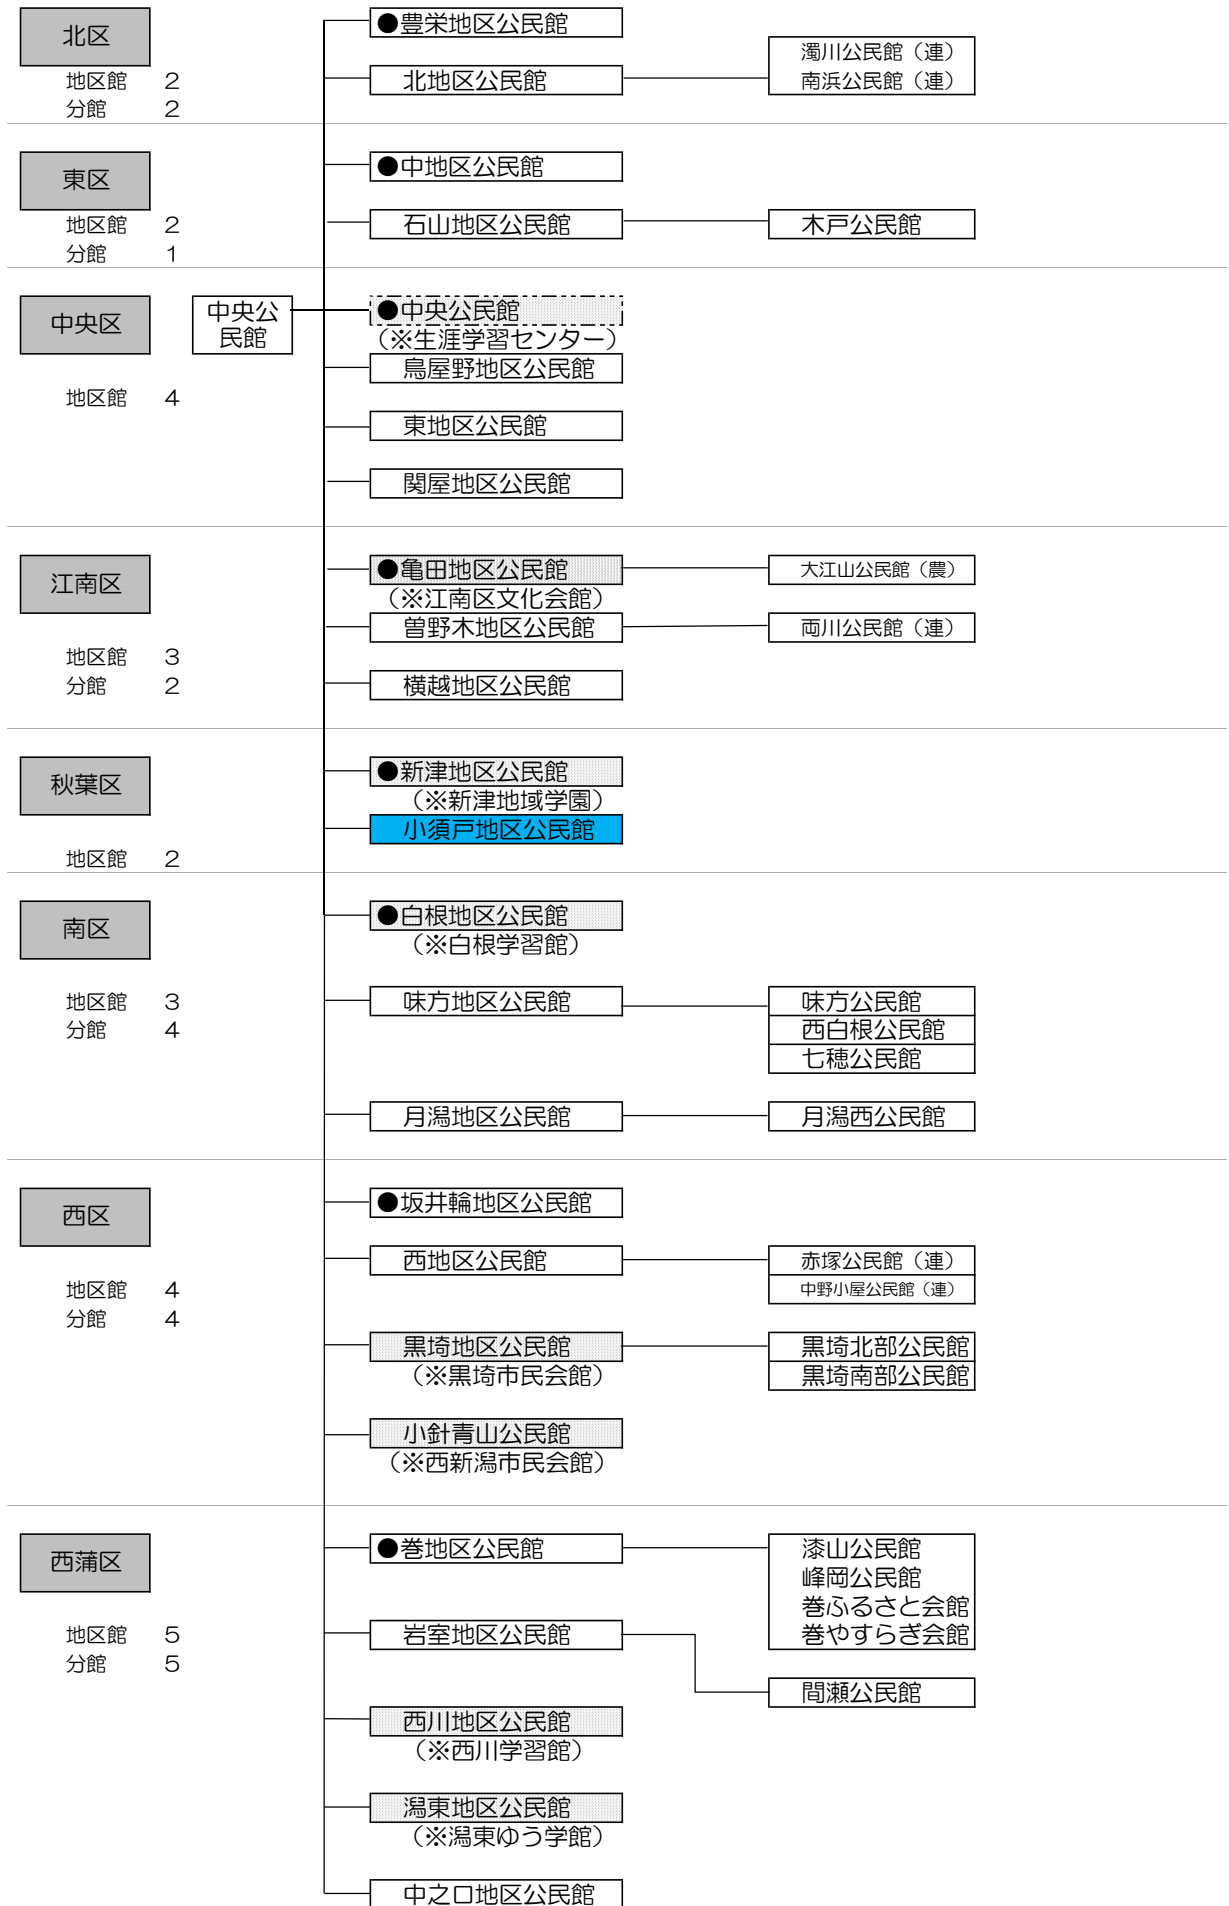 北区
地区館 2
分館 2
●豊栄地区公民館
北地区公民館
濁川公民館（連）
南浜公民館（連）
東区
地区館 2
分館 1
●中地区公民館
石山地区公民館
木戸公民館
中央区
地区館 4
中央公
民館
●中央公民館
（※生涯学習センター）
鳥屋野地区公民館
東地区公民館
関屋地区公民館
江南区
地区館 3
分館 2
●亀田地区公民館
（※江南区文化会館）
大江山公民館（農）
曽野木地区公民館
両川公民館（連）
横越地区公民館
秋葉区
地区館 2
●新津地区公民館
（※新津地域学園）
小須戸地区公民館
南区
地区館 3
分館 4
●白根地区公民館
（※白根学習館）
味方地区公民館
味方公民館
西白根公民館
七穂公民館
月潟地区公民館
月潟西公民館
西区
地区館 4
分館 4
●坂井輪地区公民館
西地区公民館
赤塚公民館（連）
中野小屋公民館（連）
黒埼地区公民館
（※黒埼市民会館）
黒埼北部公民館
黒埼南部公民館
小針青山公民館
（※西新潟市民会館）
西蒲区
地区館 5
分館 5
●巻地区公民館
漆山公民館
峰岡公民館
巻ふるさと会館
巻やすらぎ会館
岩室地区公民館
間瀬公民館
西川地区公民館
（※西川学習館）
潟東地区公民館
（※潟東ゆう学館）
中之口地区公民館